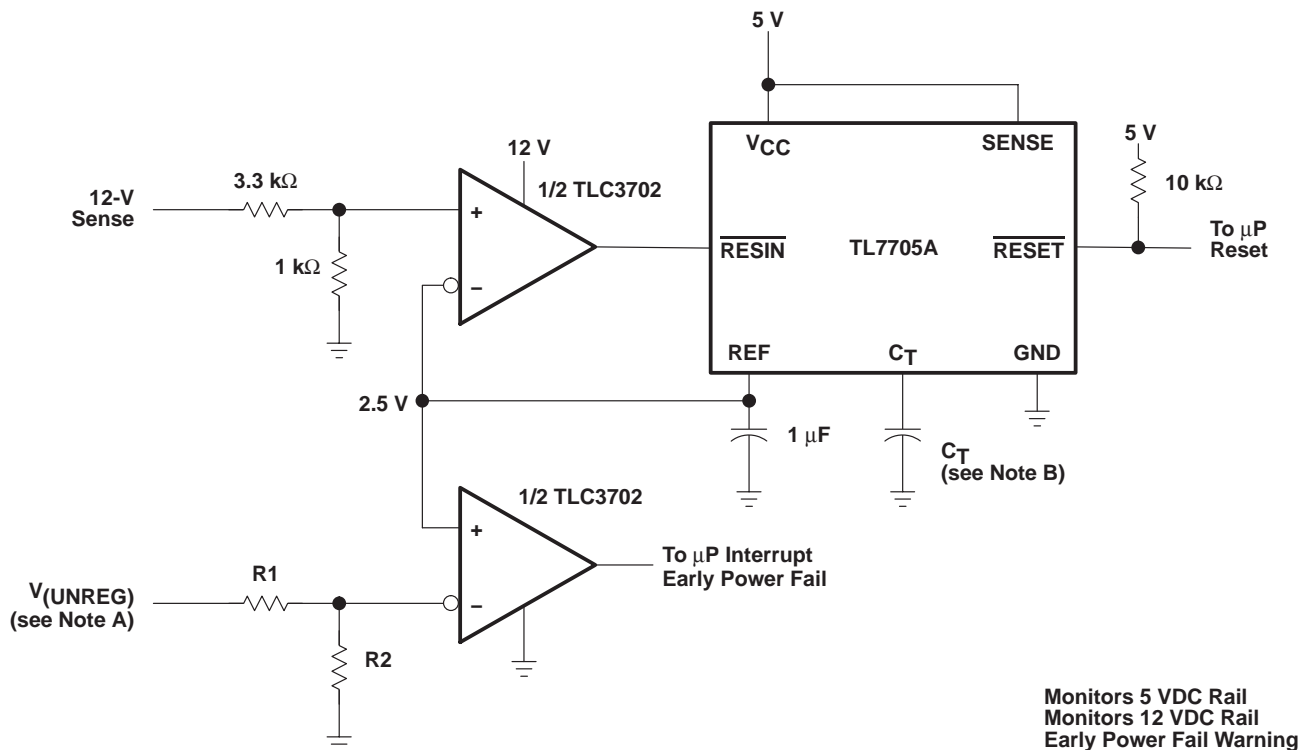 5 V
VCC
SENSE
5 V
10 kΩ
12 V
1/2 TLC3702
3.3 kΩ
12-V
Sense
+
1 kΩ
−
RESIN
TL7705A
RESET
To μP
Reset
REF
CT
GND
2.5 V
1 μF
CT
(see Note B)
1/2 TLC3702
+
To μP Interrupt
Early Power Fail
V(UNREG)
(see Note A)
R1
−
R2
Monitors 5 VDC Rail
Monitors 12 VDC Rail
Early Power Fail Warning